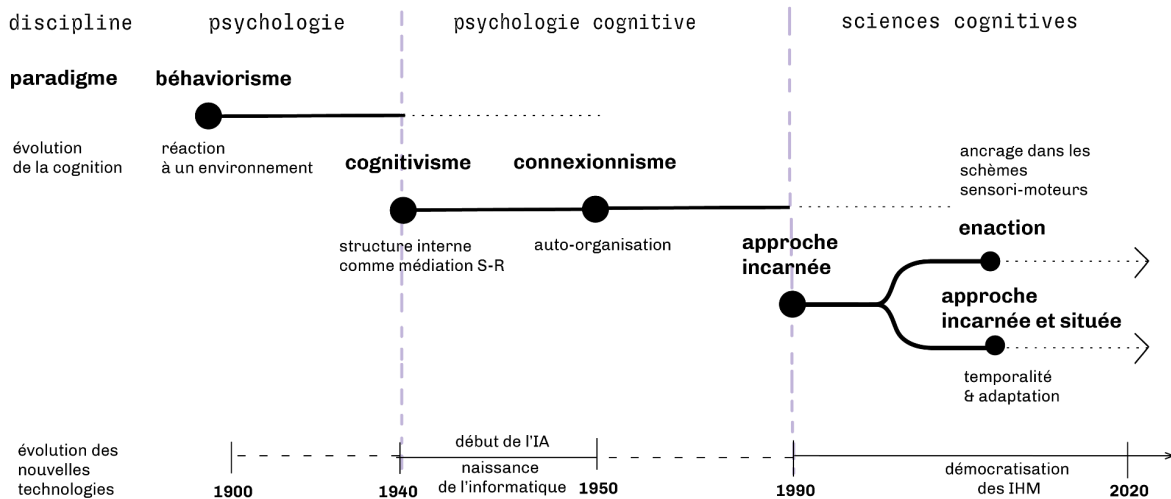 discipline
psychologie
psychologie cognitive
sciences cognitives
paradigme
béhaviorisme
évolution
de la cognition
réaction
à un environnement
cognitivisme
connexionnisme
structure interne
comme médiation S-R
auto-organisation
approche
incarnée
ancrage dans les
schèmes
sensori-moteurs
enaction
approche
incarnée et située
temporalité
& adaptation
évolution des
nouvelles
technologies
1900
1940
début de l'IA
naissance
de l'informatique
1950
1990
démocratisation
des IHM
2020